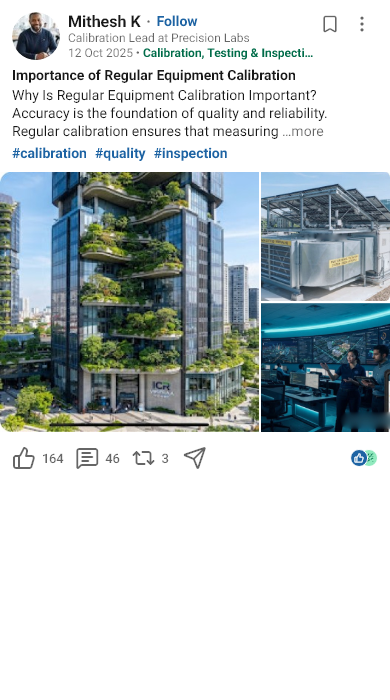 Mithesh K · Follow
Calibration Lead at Precision Labs
12 Oct 2025 • Calibration, Testing & Inspecti...
Importance of Regular Equipment Calibration
Why Is Regular Equipment Calibration Important?
Accuracy is the foundation of quality and reliability.
Regular calibration ensures that measuring ...more
#calibration #quality #inspection
ICR
164
46
3